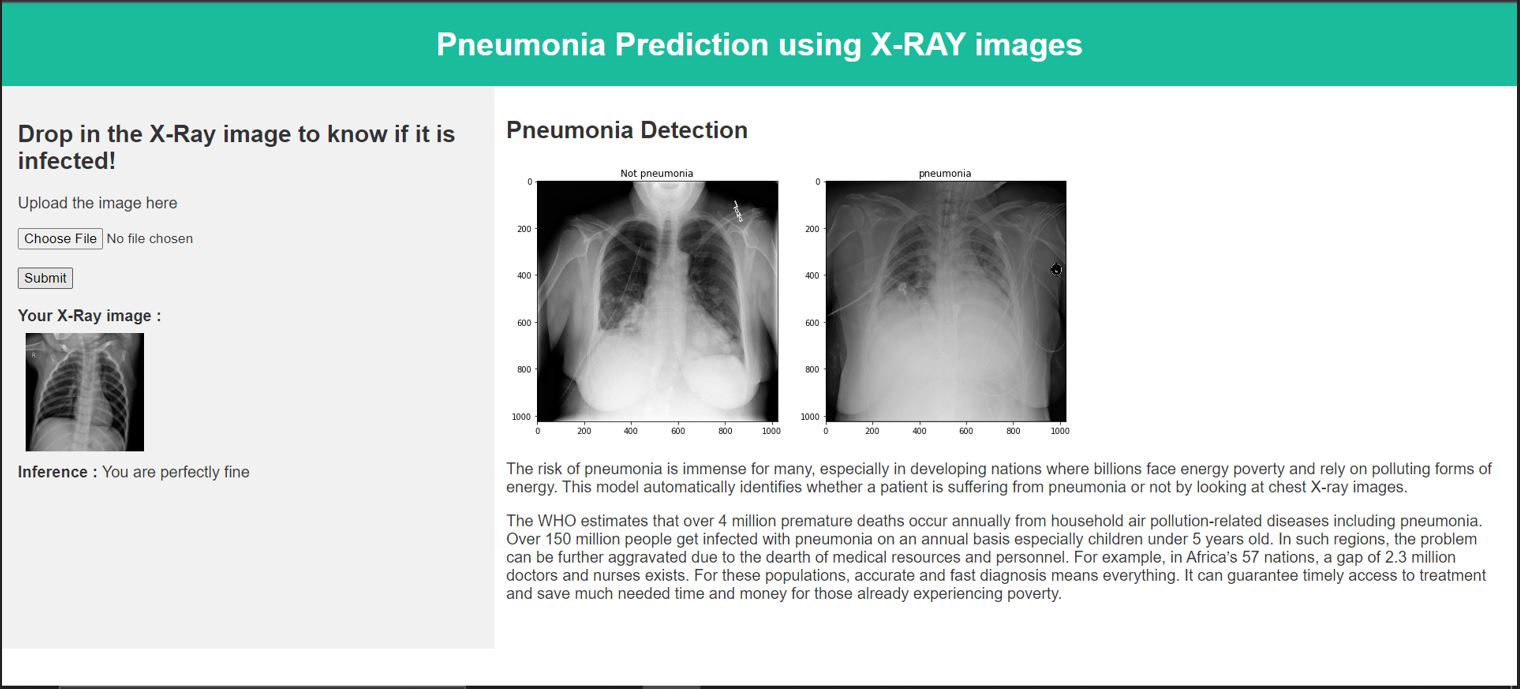 Pneumonia Prediction using X-RAY images
Drop in the X-Ray image to know if it is
infected!
Upload the image here
Choose File No file chosen
Submit
Your X-Ray image :
R
Inference : You are perfectly fine
Pneumonia Detection
Not pneumonia
0
200
400
600
800
1000
0 200 400 600 800 1000
pneumonia
0
200
400
600
800
1000
0 200 400 600 800 1000
The risk of pneumonia is immense for many, especially in developing nations where billions face energy poverty and rely on polluting forms of
energy. This model automatically identifies whether a patient is suffering from pneumonia or not by looking at chest X-ray images.
The WHO estimates that over 4 million premature deaths occur annually from household air pollution-related diseases including pneumonia.
Over 150 million people get infected with pneumonia on an annual basis especially children under 5 years old. In such regions, the problem
can be further aggravated due to the dearth of medical resources and personnel. For example, in Africa's 57 nations, a gap of 2.3 million
doctors and nurses exists. For these populations, accurate and fast diagnosis means everything. It can guarantee timely access to treatment
and save much needed time and money for those already experiencing poverty.